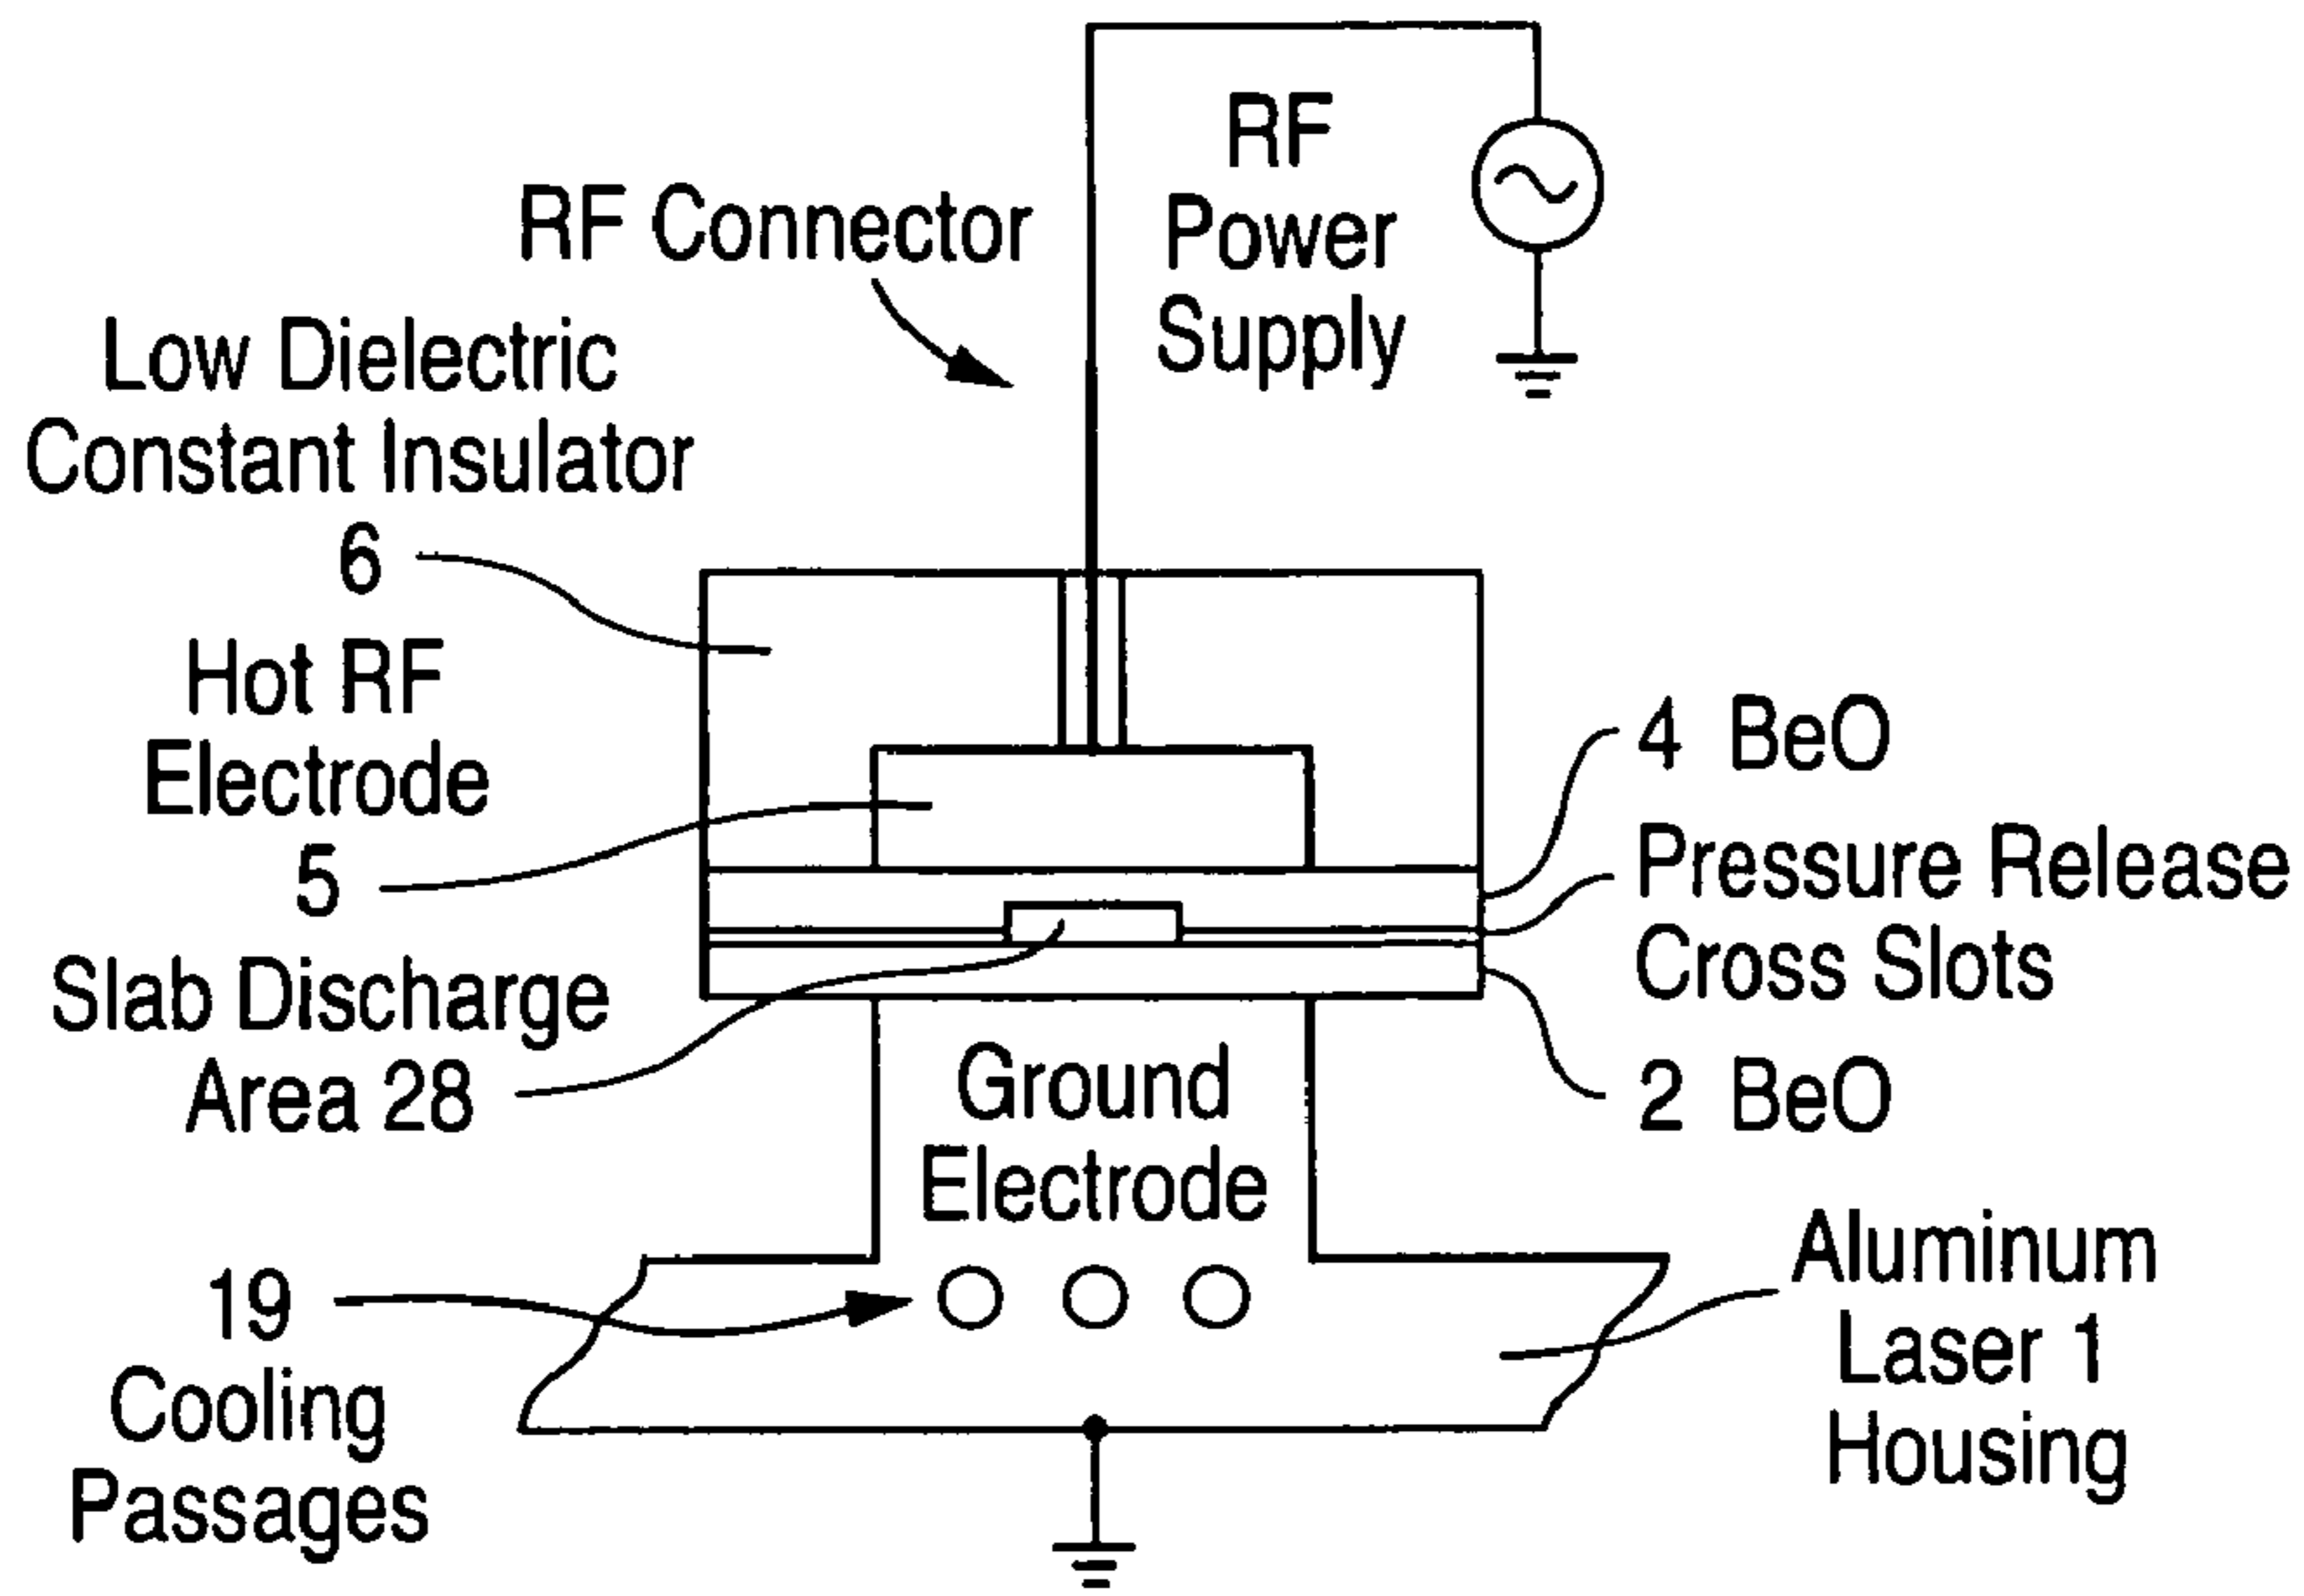 RF
Power
Supply
RF Connector
Low Dielectric
Constant Insulator
6
Hot RF
Electrode
5
Slab Discharge
Area 28
4 BeO
Pressure Release
Cross Slots
2 BeO
Ground
Electrode
19
Cooling
Passages
Aluminum
Laser 1
Housing